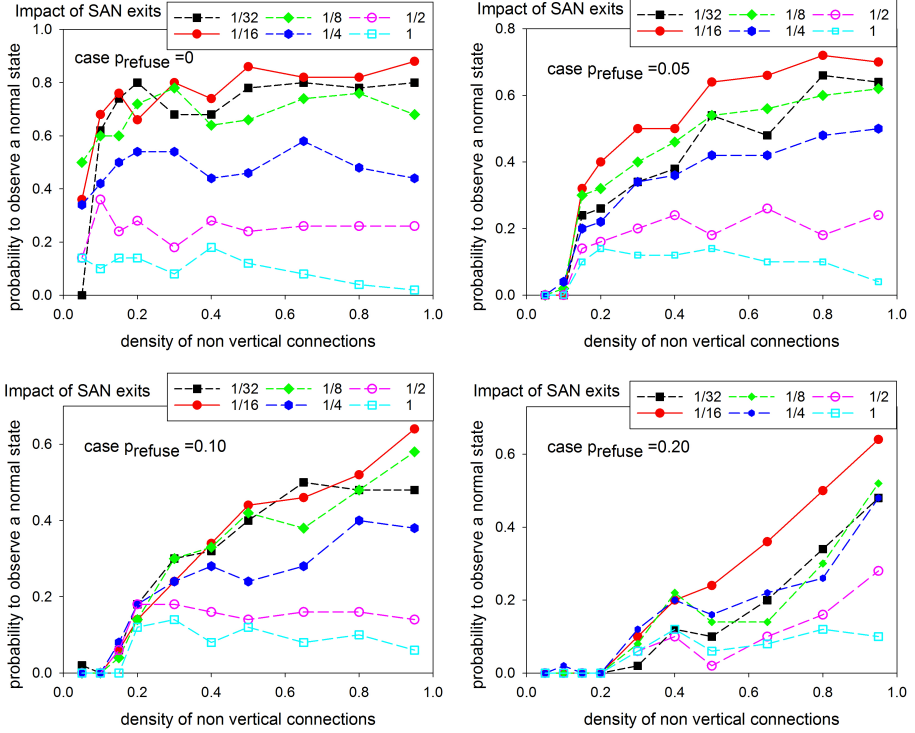 Impact of SAN exits
1/32 1/8 1/2
1/16 1/4 1
case p refuse =0
probability to observe a normal state
1.0
0.8
0.6
0.4
0.2
0.0
0.0 0.2 0.4 0.6 0.8 1.0
density of non vertical connections
Impact of SAN exits
1/32 1/8 1/2
1/16 1/4 1
case p refuse =0.05
probability to observe a normal state
0.8
0.6
0.4
0.2
0.0
0.0 0.2 0.4 0.6 0.8 1.0
density of non vertical connections
Impact of SAN exits
1/32 1/8 1/2
1/16 1/4 1
case p refuse =0.10
probability to observe a normal state
0.6
0.4
0.2
0.0
0.0 0.2 0.4 0.6 0.8 1.0
density of non vertical connections
Impact of SAN exits
1/32 1/8 1/2
1/16 1/4 1
case p refuse =0.20
probability to observe a normal state
0.6
0.4
0.2
0.0
0.0 0.2 0.4 0.6 0.8 1.0
density of non vertical connections